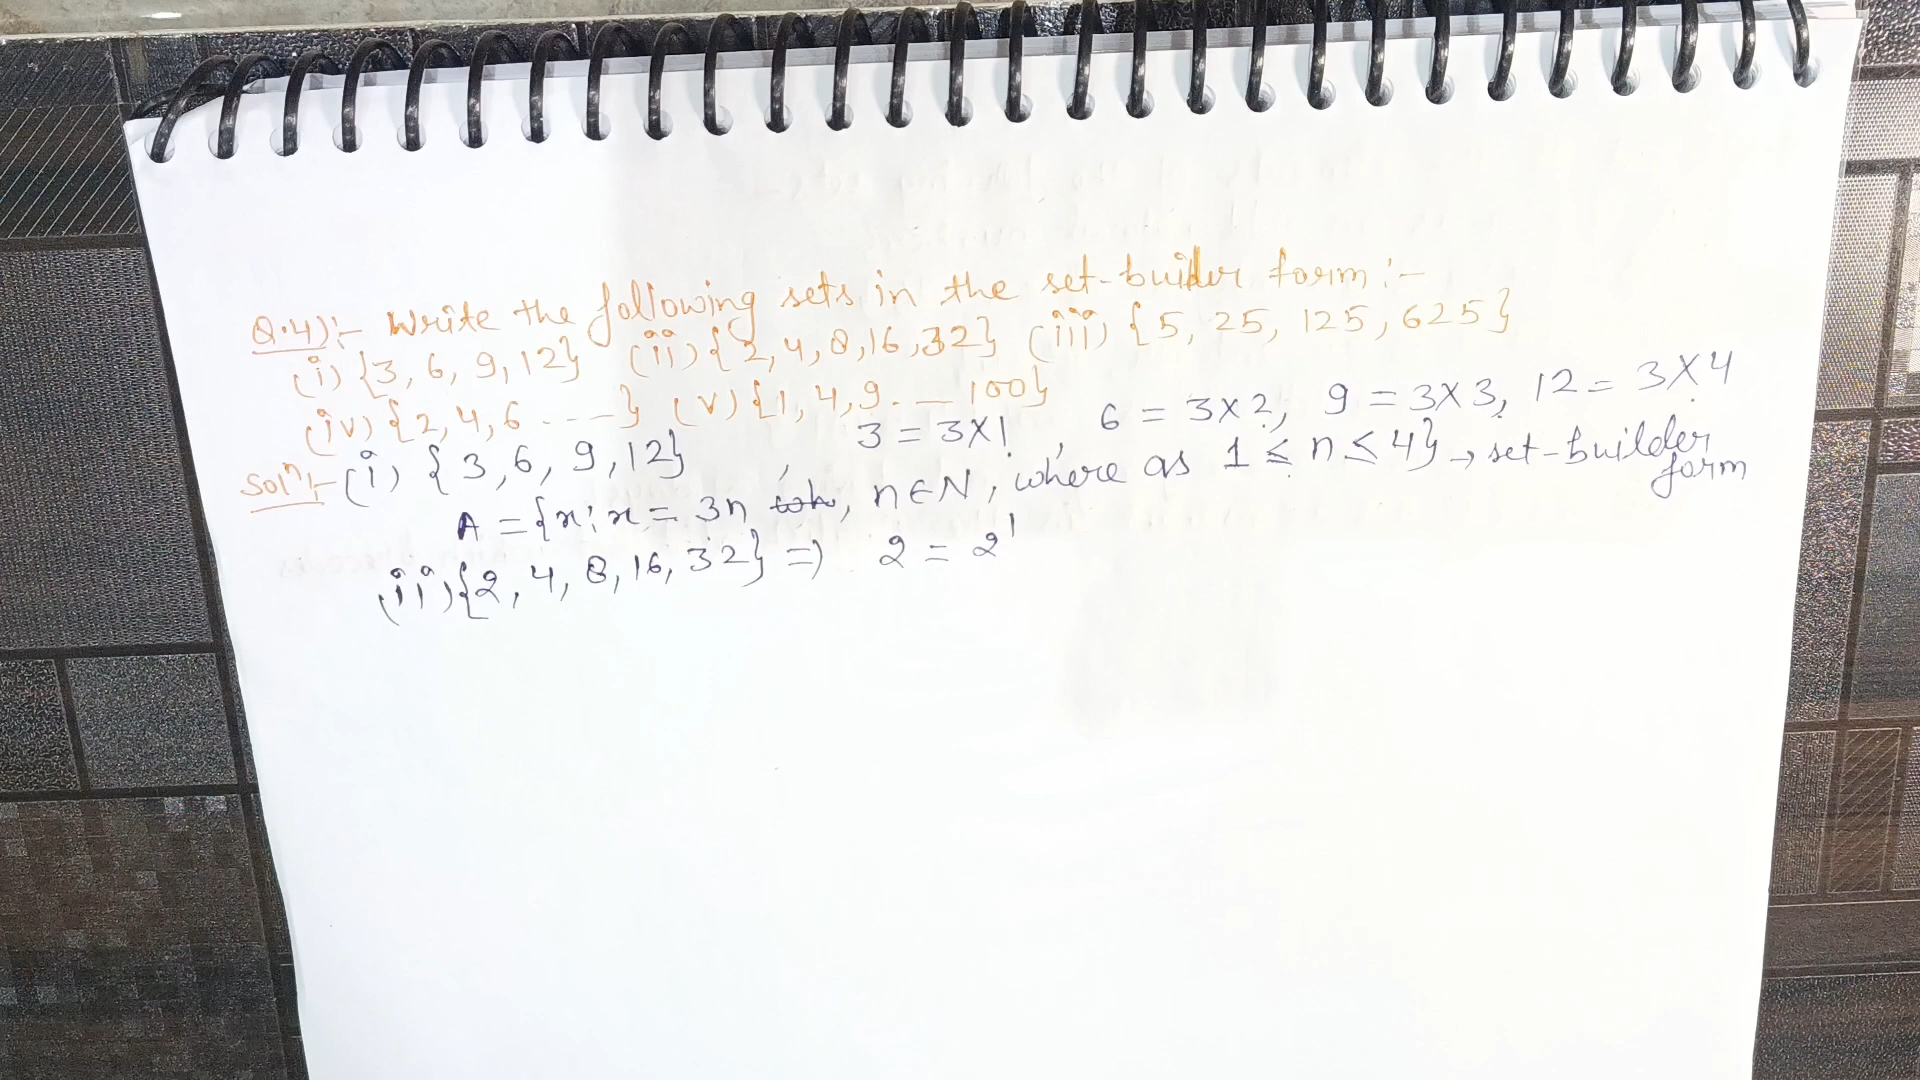 Q.4):- Write the following sets in the set-builder form:-
(i) {3, 6, 9, 12} (ii) {2, 4, 8, 16, 32} (iii) {5, 25, 125, 625}
(iv) {2, 4, 6 ---} (v) {1, 4, 9 -- 100}
Solⁿ:- (i) {3, 6, 9, 12} , 3 = 3×1, 6 = 3×2, 9 = 3×3, 12 = 3×4
A = {x: x = 3n, n∈N, where as 1 ≤ n ≤ 4} → set-builder form
(ii) {2, 4, 8, 16, 32} => 2 = 2¹